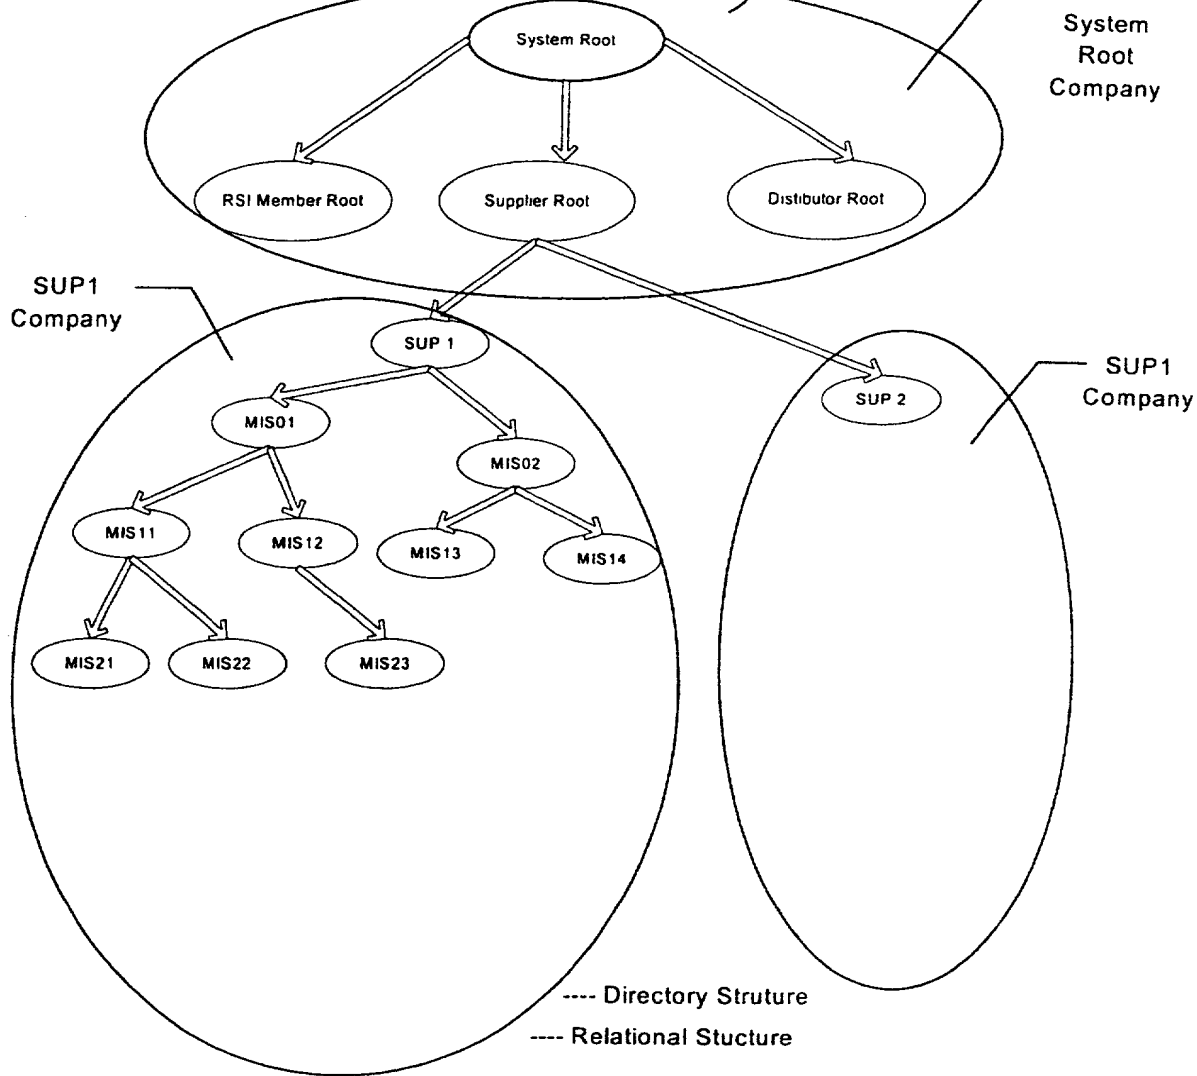 System Root
System
Root
Company
RSI Member Root
Supplier Root
Distibutor Root
SUP1
Company
SUP 1
SUP1
Company
SUP 2
MIS01
MIS02
MIS11
MIS12
MIS13
MIS14
MIS21
MIS22
MIS23
---- Directory Struture
---- Relational Stucture